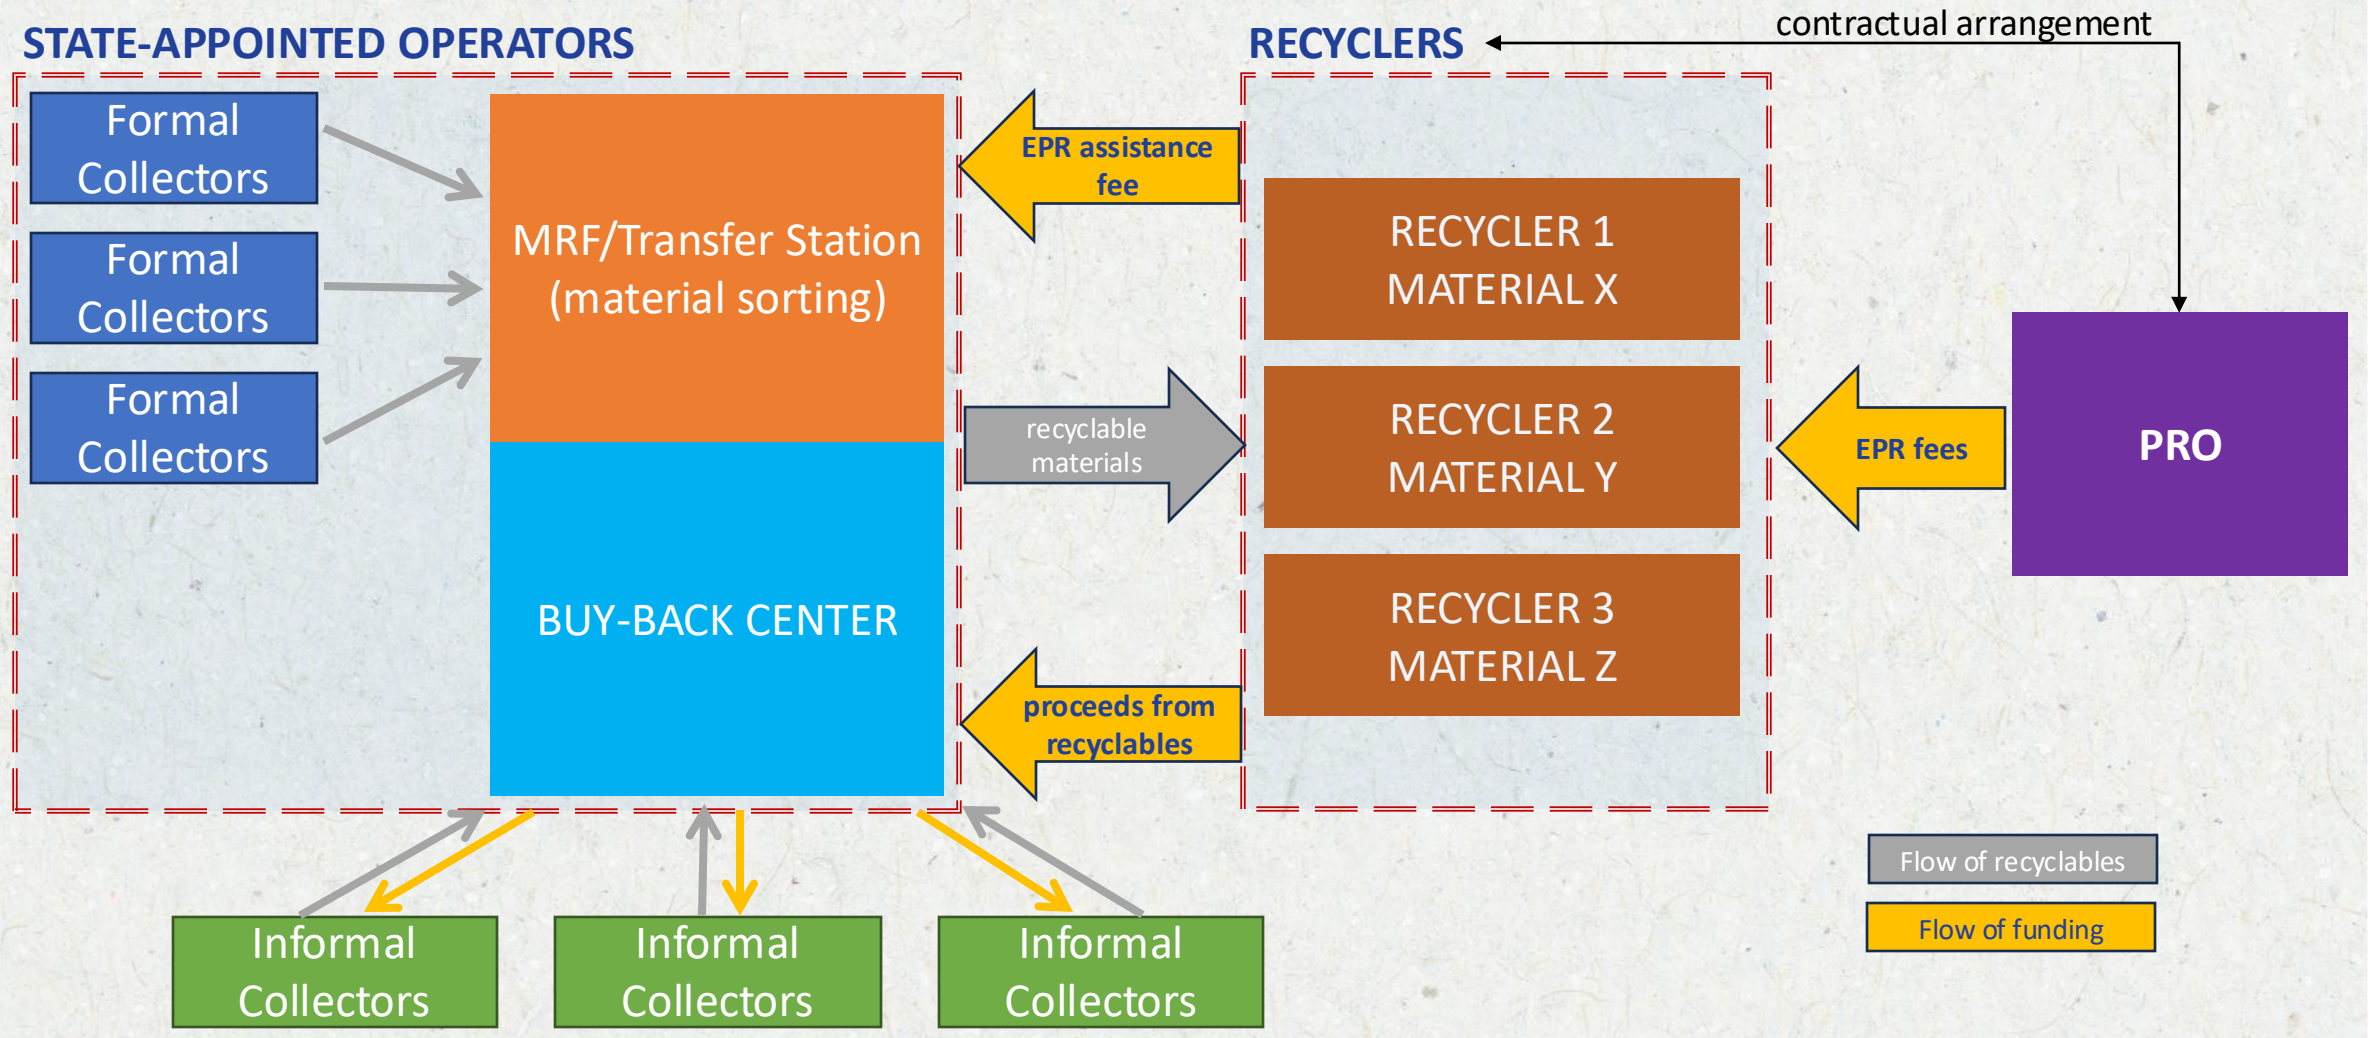 contractual arrangement
STATE-APPOINTED OPERATORS
RECYCLERS
Formal
Collectors
Formal
Collectors
Formal
Collectors
MRF/Transfer Station
(material sorting)
BUY-BACK CENTER
EPR assistance
fee
recyclable
materials
proceeds from
recyclables
RECYCLER 1
MATERIAL X
RECYCLER 2
MATERIAL Y
RECYCLER 3
MATERIAL Z
EPR fees
PRO
Informal
Collectors
Informal
Collectors
Informal
Collectors
Flow of recyclables
Flow of funding